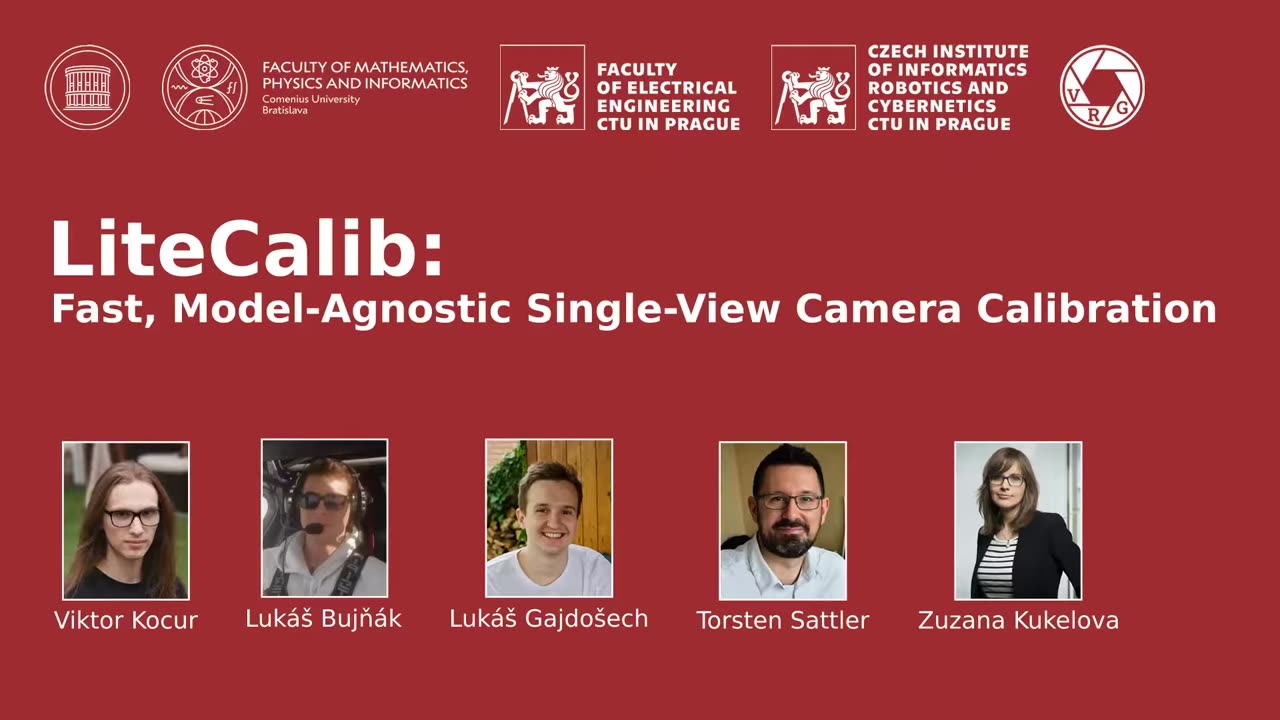 FACULTY OF MATHEMATICS,
PHYSICS AND INFORMATICS
Comenius University
Bratislava
FACULTY
OF ELECTRICAL
ENGINEERING
CTU IN PRAGUE
CZECH INSTITUTE
OF INFORMATICS
ROBOTICS AND
CYBERNETICS
CTU IN PRAGUE
V R G
LiteCalib:
Fast, Model-Agnostic Single-View Camera Calibration
Viktor Kocur
Lukáš Bujňák
Lukáš Gajdošech
Torsten Sattler
Zuzana Kukelova